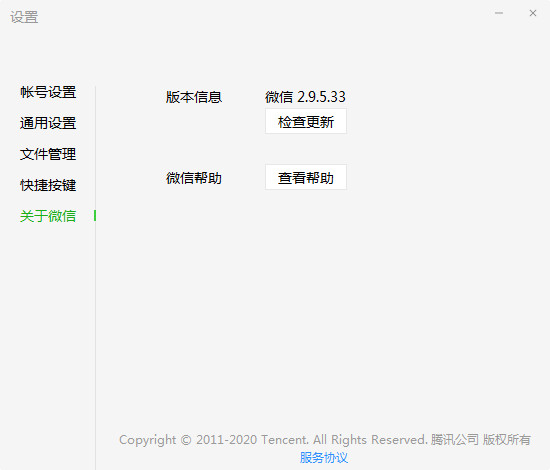 设置
帐号设置
通用设置
文件管理
快捷按键
关于微信
版本信息
微信 2.9.5.33
检查更新
微信帮助
查看帮助
Copyright © 2011-2020 Tencent. All Rights Reserved. 腾讯公司 版权所有
服务协议